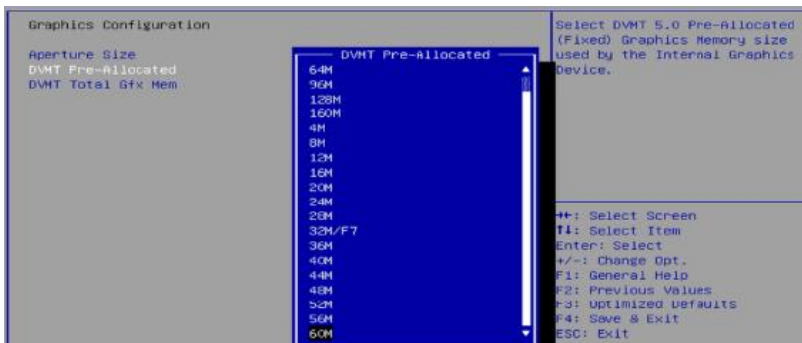 Graphics Configuration
Aperture Size
DVMT Pre-Allocated
DVMT Total Gfx Mem
DVMT Pre-Allocated
64M
96M
128M
160M
4M
8M
12M
16M
20M
24M
28M
32M/F7
36M
40M
44M
48M
52M
56M
60M
Select DVMT 5.0 Pre-Allocated
(Fixed) Graphics Memory size
used by the Internal Graphics
Device.
→←: Select Screen
↑↓: Select Item
Enter: Select
+/-: Change Opt.
F1: General Help
F2: Previous Values
F3: Optimized Defaults
F4: Save & Exit
ESC: Exit